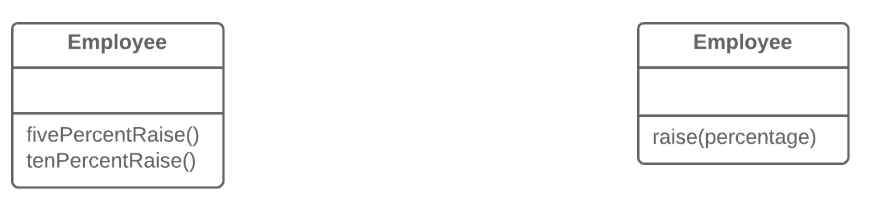 Employee
fivePercentRaise()
tenPercentRaise()
Employee
raise(percentage)